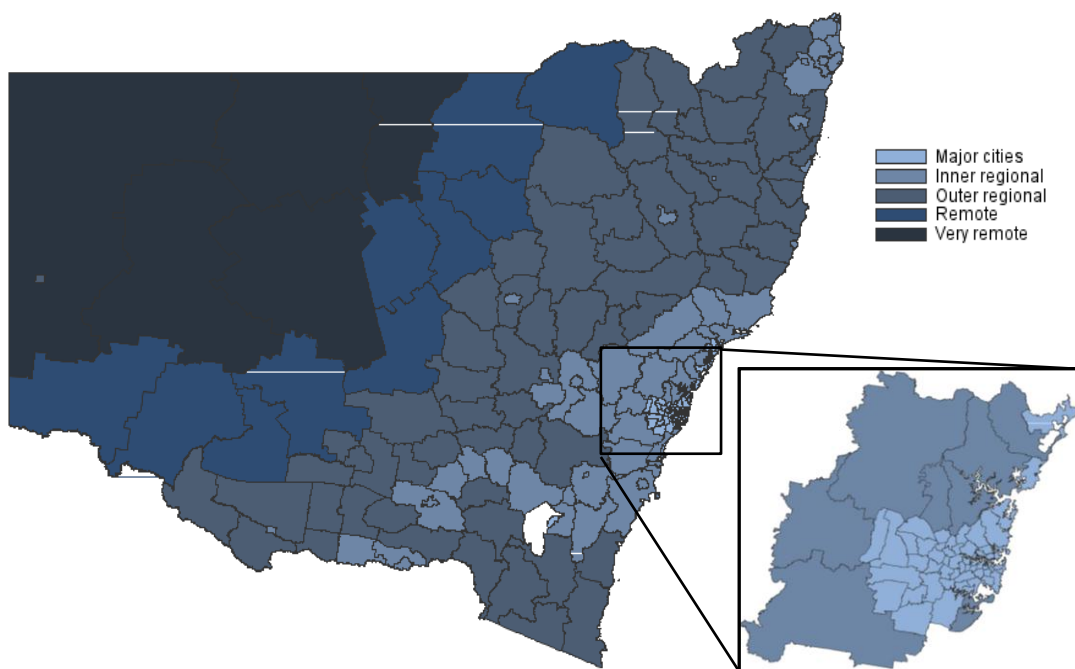 Major cities
Inner regional
Outer regional
Remote
Very remote